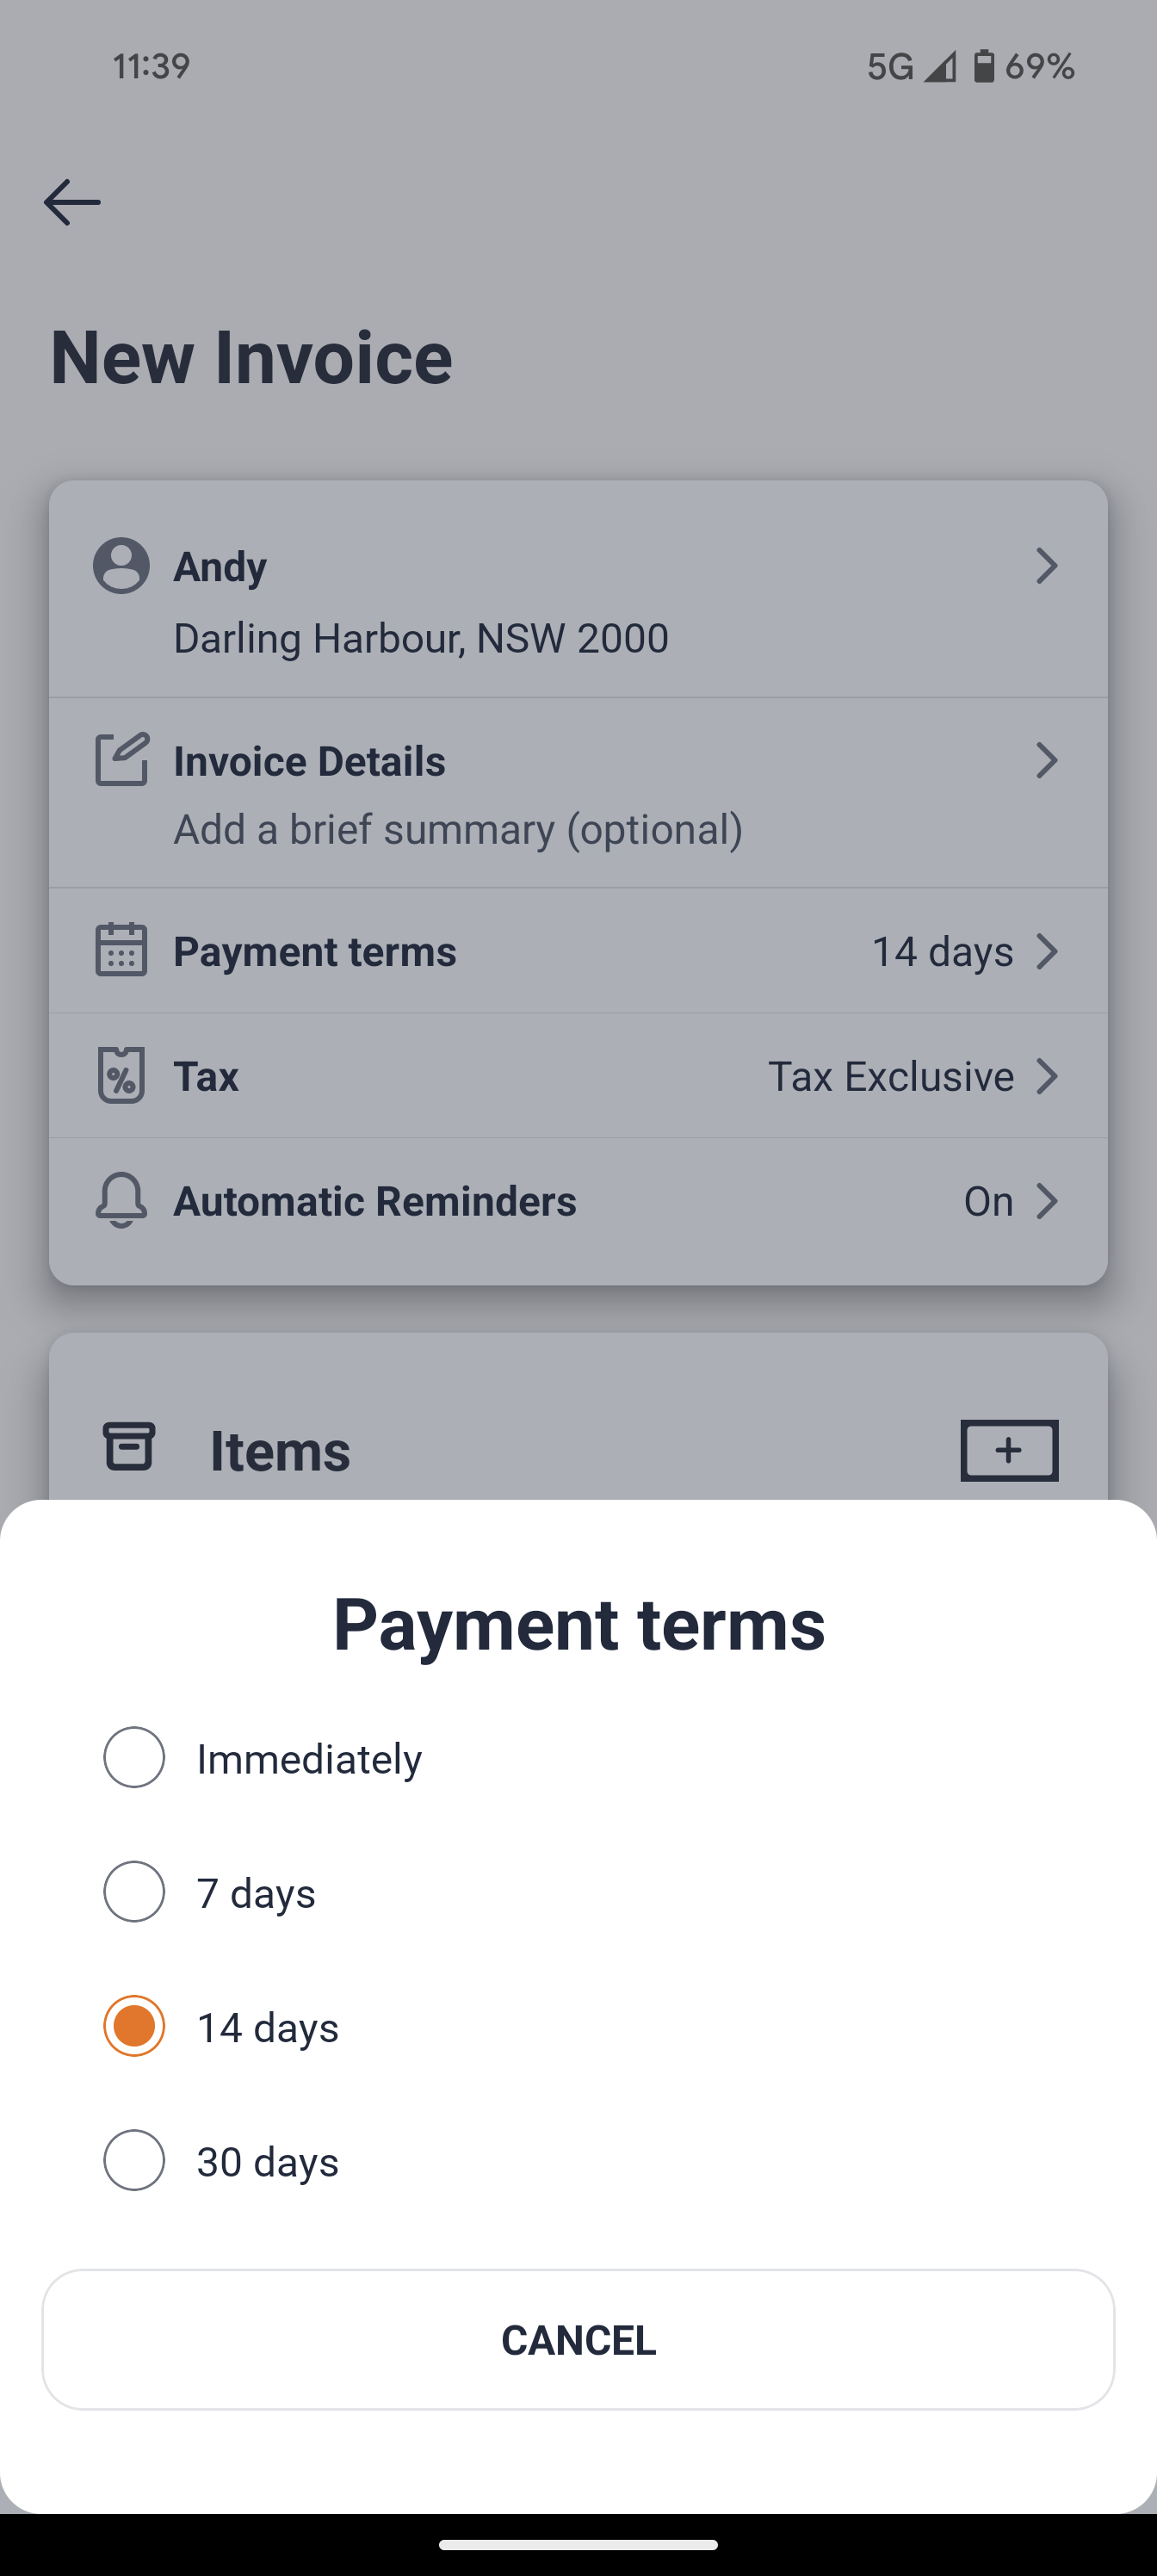 11:39 5G 69%
New Invoice
Andy
Darling Harbour, NSW 2000
Invoice Details
Add a brief summary (optional)
Payment terms 14 days
Tax Tax Exclusive
Automatic Reminders On
Items
Payment terms
Immediately
7 days
14 days
30 days
CANCEL